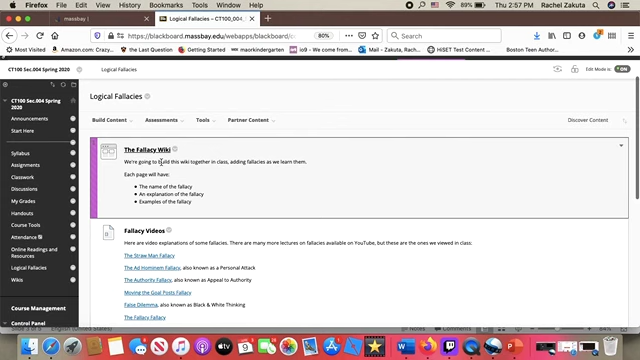 Firefox File Edit View History Bookmarks Tools Window Help 89% Thu 2:57 PM Rachel Zakuta
massbay |
Logical Fallacies – CT100_004_S
https://blackboard.massbay.edu/webapps/blackboard/c
80%
Most Visited Amazon.com: Crazy... the Last Question Getting Started maorkindergarten io9 – We come from... Mail - Zakuta, Rach... HiSET Test Content... Boston Teen Author...
CT100 Sec.004 Spring 2020 Logical Fallacies Edit Mode is: ON
CT100 Sec.004 Spring
2020
Announcements
Start Here
Syllabus
Assignments
Classwork
Discussions
My Grades
Handouts
Course Tools
Attendance
Online Readings and
Resources
Logical Fallacies
Wikis
Course Management
Control Panel
Logical Fallacies
Build Content Assessments Tools Partner Content Discover Content
The Fallacy Wiki
We're going to build this wiki together in class, adding fallacies as we learn them.
Each page will have:
The name of the fallacy
An explanation of the fallacy
Examples of the fallacy
Fallacy Videos
Here are video explanations of some fallacies. There are many more lectures on fallacies available on YouTube, but these are the ones we viewed in class:
The Straw Man Fallacy
The Ad Hominem Fallacy, also known as a Personal Attack
The Authority Fallacy, also known as
Moving the Goal Posts Fallacy
False Dilemma, also known as Black & White Thinking
The Fallacy Fallacy